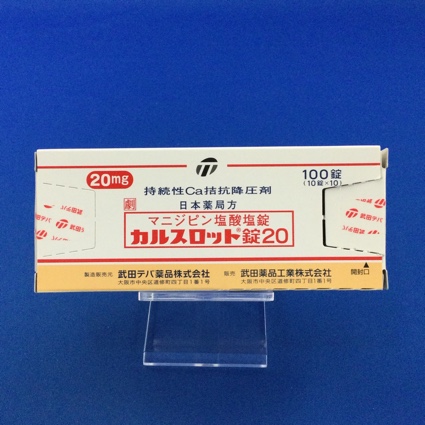 20mg
持続性Ca拮抗降圧剤
100錠
(10錠×10)
劇
日本薬局方
マニジピン塩酸塩錠
カルスロット®錠20
製造販売元 武田テバ薬品株式会社
大阪市中央区道修町四丁目1番1号
販売 武田薬品工業株式会社
大阪市中央区道修町四丁目1番1号
開封口
武田テバ